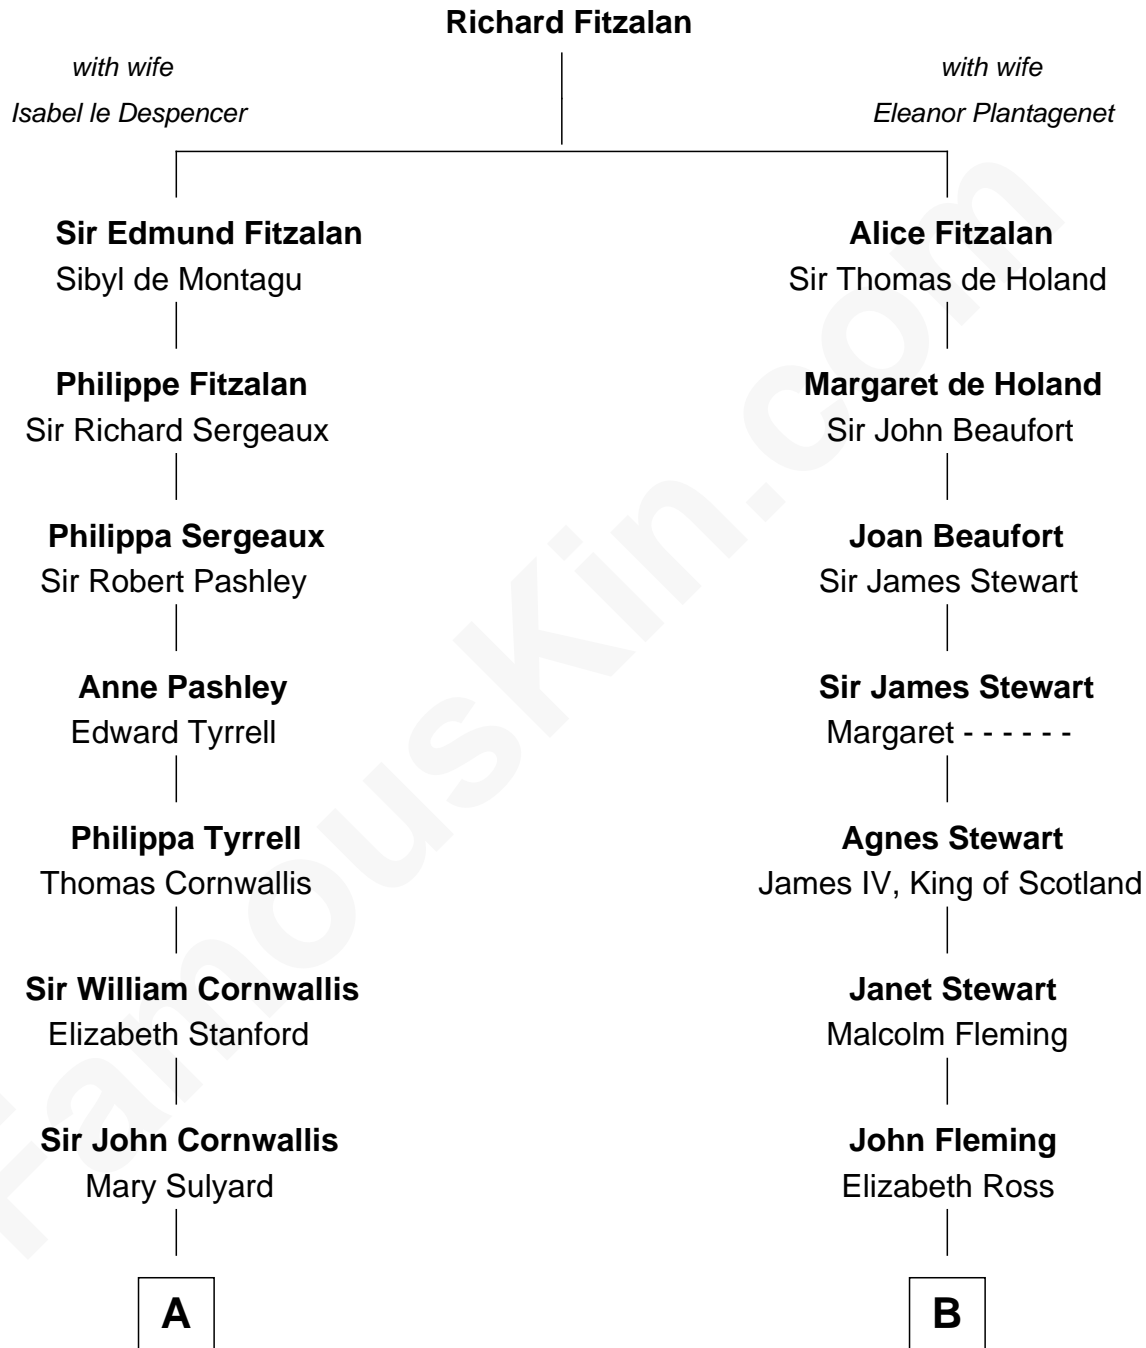 Richard Fitzalan
with wife
Isabel le Despencer
with wife
Eleanor Plantagenet
Sir Edmund Fitzalan
Sibyl de Montagu
Alice Fitzalan
Sir Thomas de Holand
Philippe Fitzalan
Sir Richard Sergeaux
Margaret de Holand
Sir John Beaufort
Philippa Sergeaux
Sir Robert Pashley
Joan Beaufort
Sir James Stewart
Anne Pashley
Edward Tyrrell
Sir James Stewart
Margaret - - - - - -
Philippa Tyrrell
Thomas Cornwallis
Agnes Stewart
James IV, King of Scotland
Sir William Cornwallis
Elizabeth Stanford
Janet Stewart
Malcolm Fleming
Sir John Cornwallis
Mary Sulyard
John Fleming
Elizabeth Ross
A
B
FamousKin.com